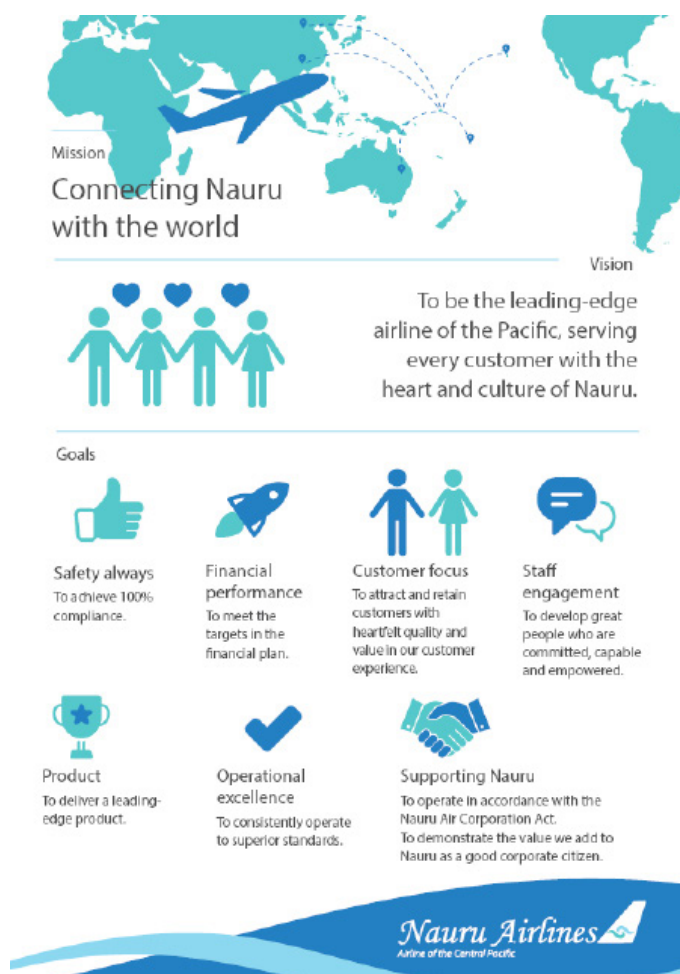 Mission
Connecting Nauru
with the world
Vision
To be the leading-edge
airline of the Pacific, serving
every customer with the
heart and culture of Nauru.
Goals
Safety always
To achieve 100%
compliance.
Financial
performance
To meet the
targets in the
financial plan.
Customer focus
To attract and retain
customers with
heartfelt quality and
value in our customer
experience.
Staff
engagement
To develop great
people who are
committed, capable
and empowered.
Product
To deliver a leading-
edge product.
Operational
excellence
To consistently operate
to superior standards.
Supporting Nauru
To operate in accordance with the
Nauru Air Corporation Act.
To demonstrate the value we add to
Nauru as a good corporate citizen.
Nauru Airlines
Airline of the Central Pacific